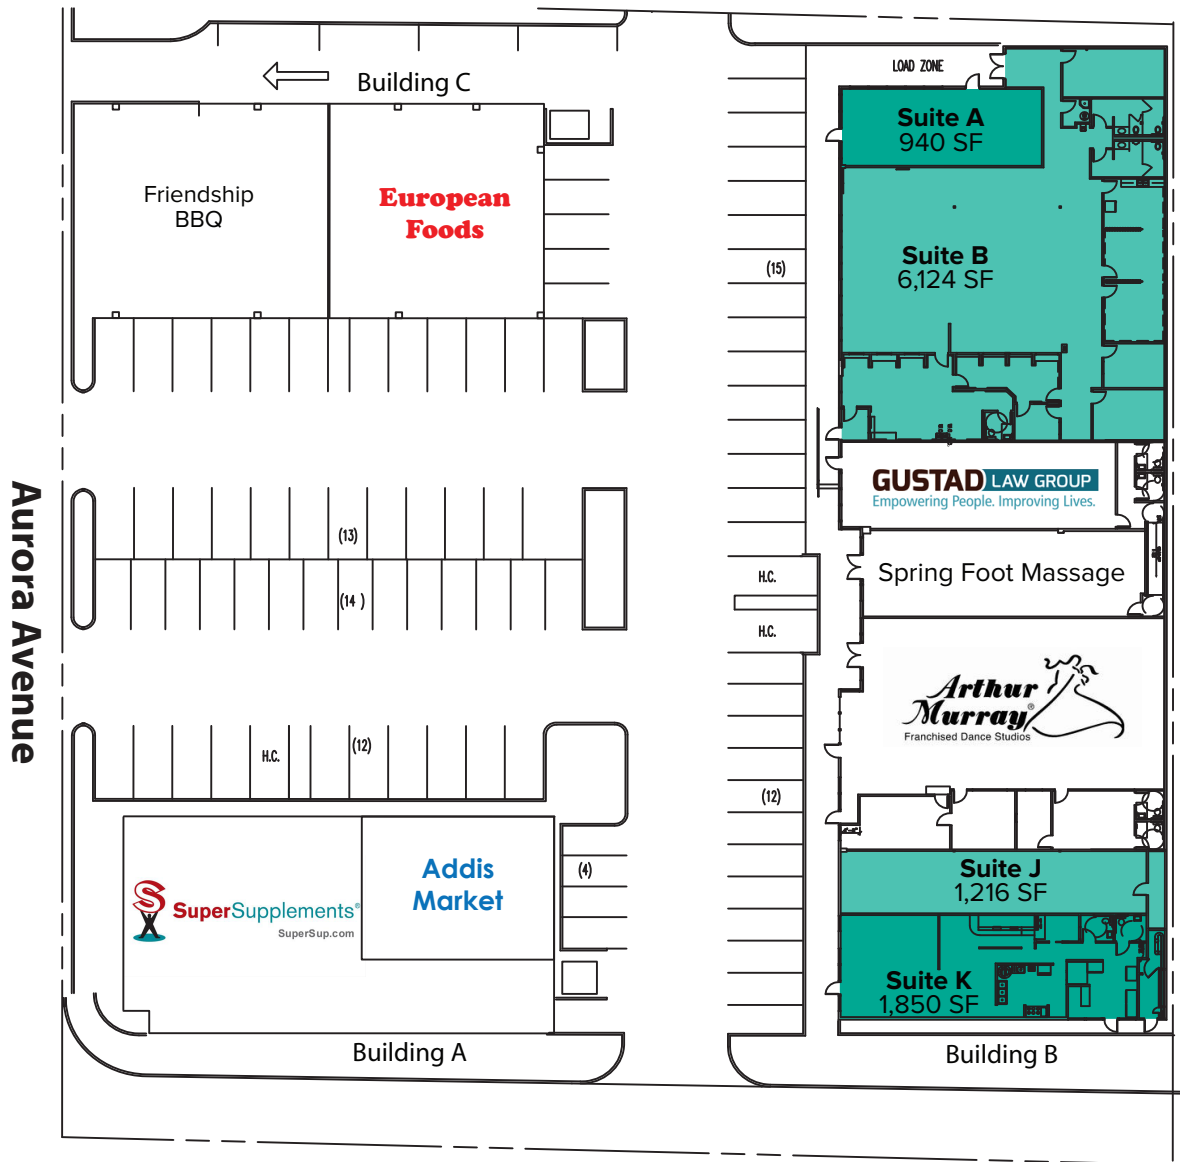 Building C
LOAD ZONE
Suite A
940 SF
Friendship
BBQ
European
Foods
(15)
Suite B
6,124 SF
GUSTAD LAW GROUP
Empowering People. Improving Lives.
Aurora Avenue
(13)
(14 )
H.C.
H.C.
Spring Foot Massage
Arthur
Murray®
Franchised Dance Studios
H.C.
(12)
(12)
Addis
Market
(4)
SuperSupplements®
SuperSup.com
Suite J
1,216 SF
Suite K
1,850 SF
Building A
Building B